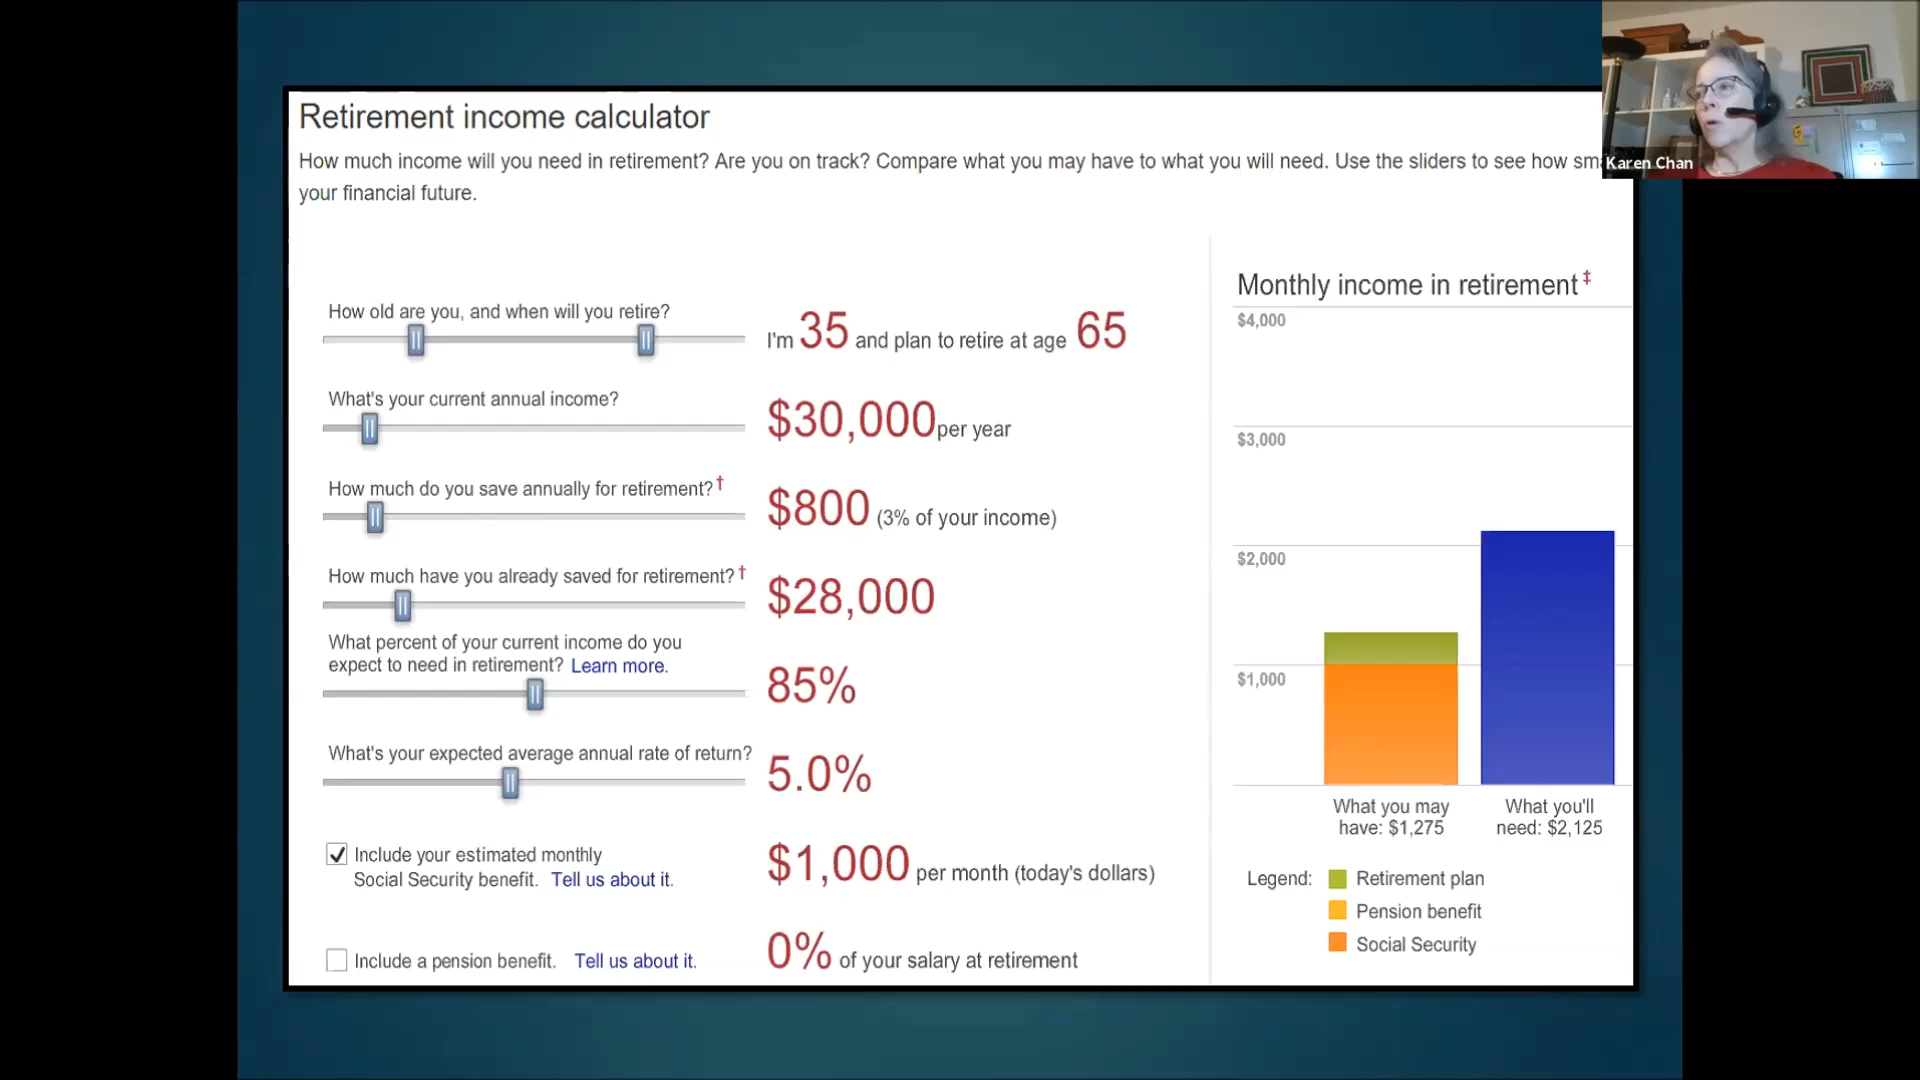 Retirement income calculator
How much income will you need in retirement? Are you on track? Compare what you may have to what you will need. Use the sliders to see how
your financial future.
Karen Chan
How old are you, and when will you retire?
I'm 35 and plan to retire at age 65
What's your current annual income?
$30,000 per year
How much do you save annually for retirement?†
$800 (3% of your income)
How much have you already saved for retirement?†
$28,000
What percent of your current income do you
expect to need in retirement? Learn more.
85%
What's your expected average annual rate of return?
5.0%
Include your estimated monthly
Social Security benefit. Tell us about it.
$1,000 per month (today's dollars)
Include a pension benefit. Tell us about it.
0% of your salary at retirement
Monthly income in retirement‡
$4,000
$3,000
$2,000
$1,000
What you may
have: $1,275
What you'll
need: $2,125
Legend:
Retirement plan
Pension benefit
Social Security